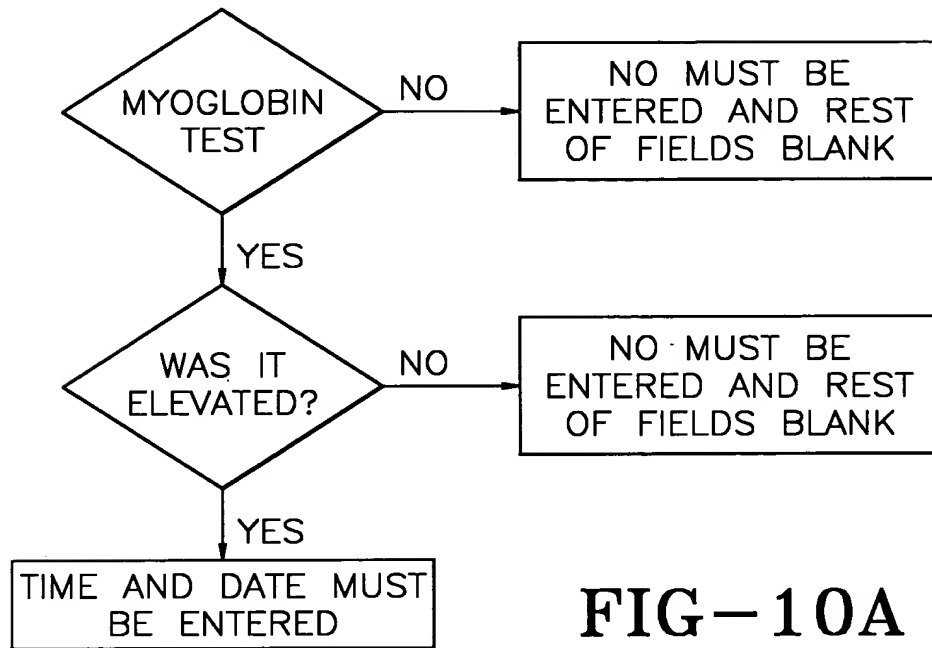 MYOGLOBIN
TEST
NO
NO MUST BE
ENTERED AND REST
OF FIELDS BLANK
YES
WAS IT
ELEVATED?
NO
NO MUST BE
ENTERED AND REST
OF FIELDS BLANK
YES
TIME AND DATE MUST
BE ENTERED
FIG-10A